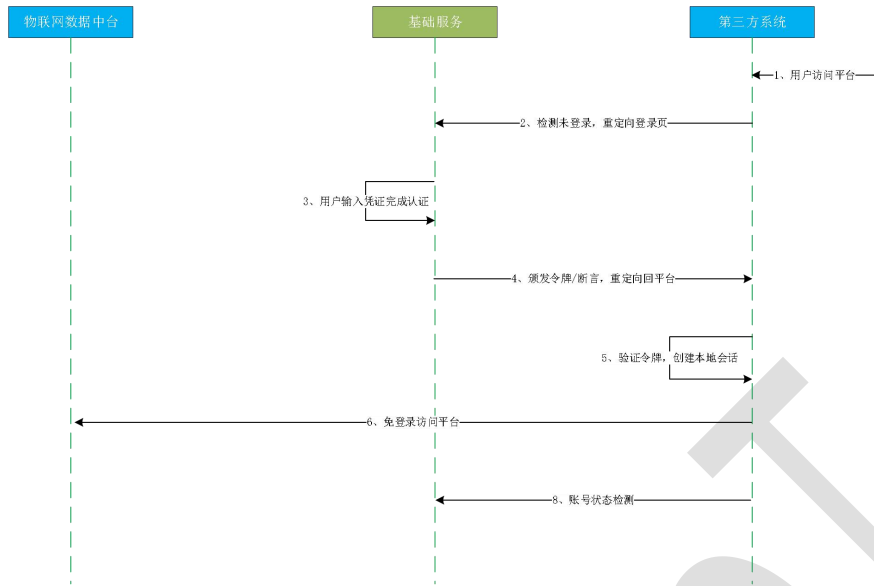 物联网数据中台
基础服务
第三方系统
1、用户访问平台
2、检测未登录，重定向登录页
3、用户输入凭证完成认证
4、颁发令牌/断言，重定向回平台
5、验证令牌，创建本地会话
6、免登录访问平台
8、账号状态检测